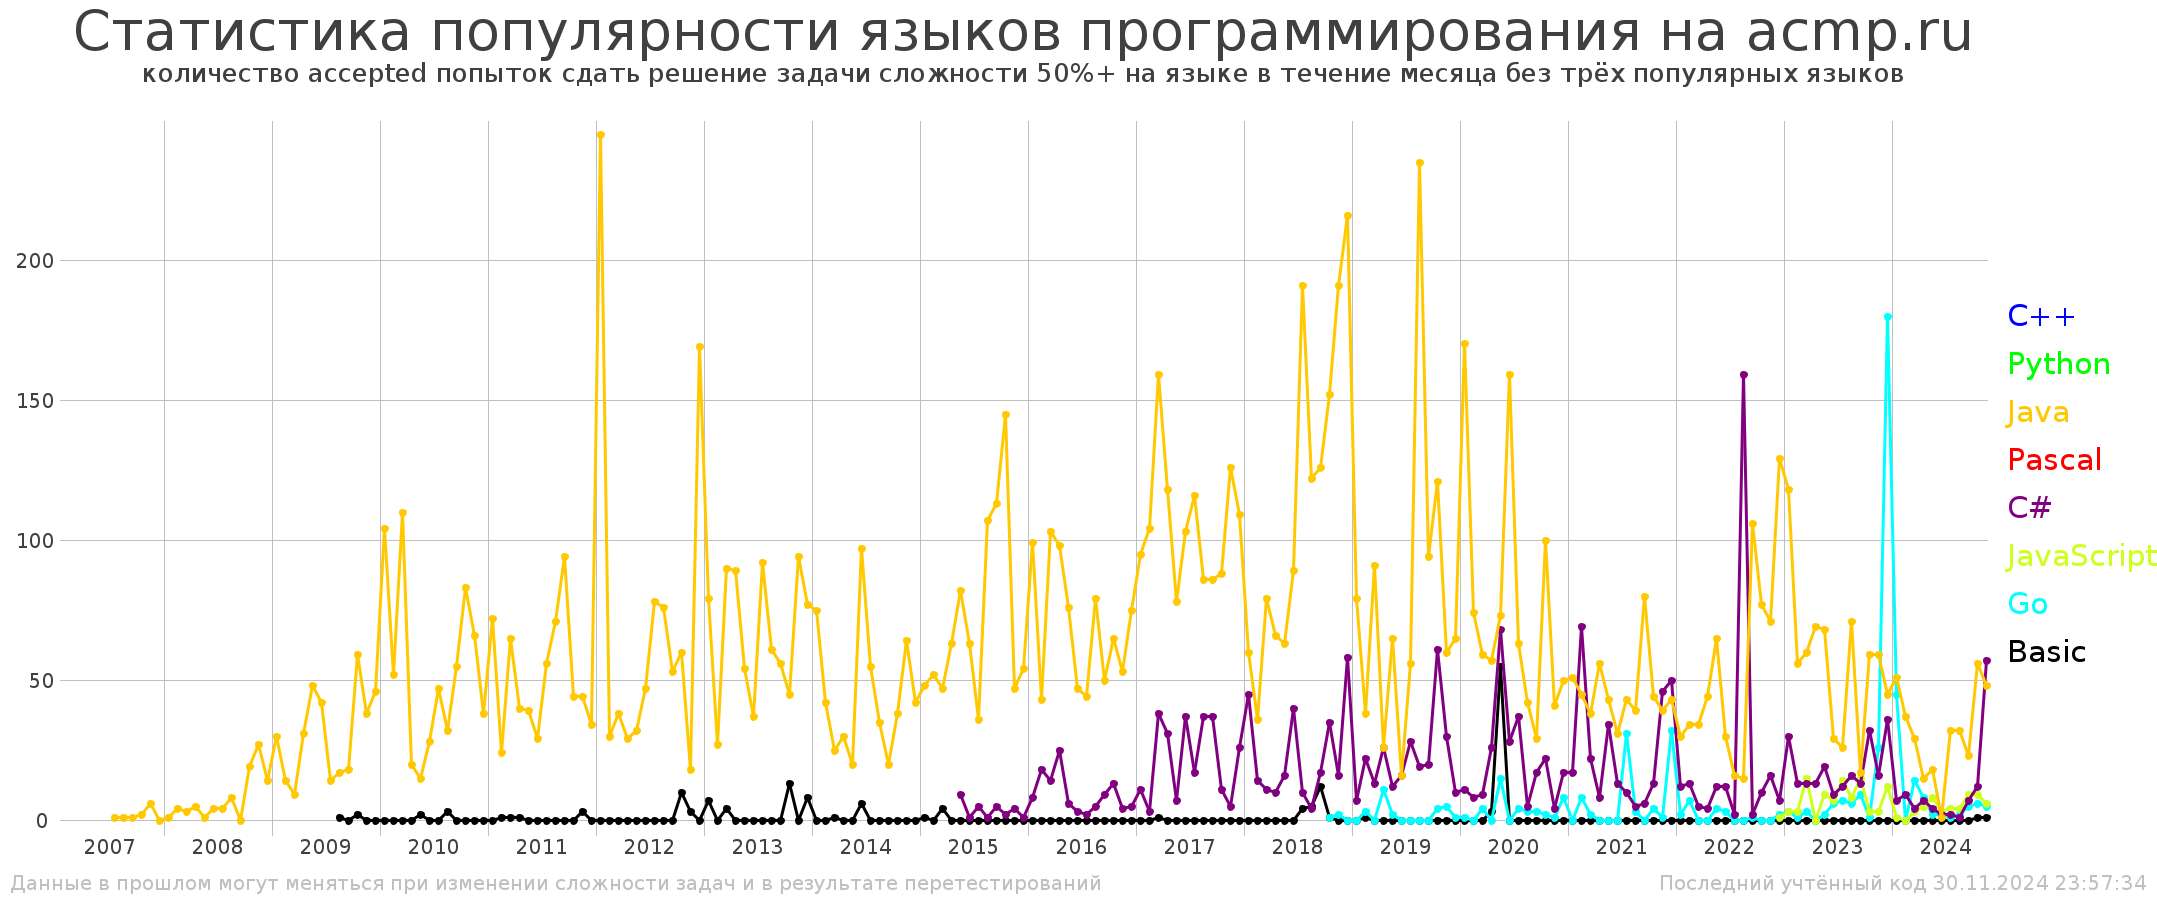 Статистика популярности языков программирования на acmp.ru
количество accepted попыток сдать решение задачи сложности 50%+ на языке в течение месяца без трёх популярных языков
200
150
100
50
0
C++
Python
Java
Pascal
C#
JavaScript
Go
Basic
2007 2008 2009 2010 2011 2012 2013 2014 2015 2016 2017 2018 2019 2020 2021 2022 2023 2024
Данные в прошлом могут меняться при изменении сложности задач и в результате перетестирований
Последний учтённый код 30.11.2024 23:57:34